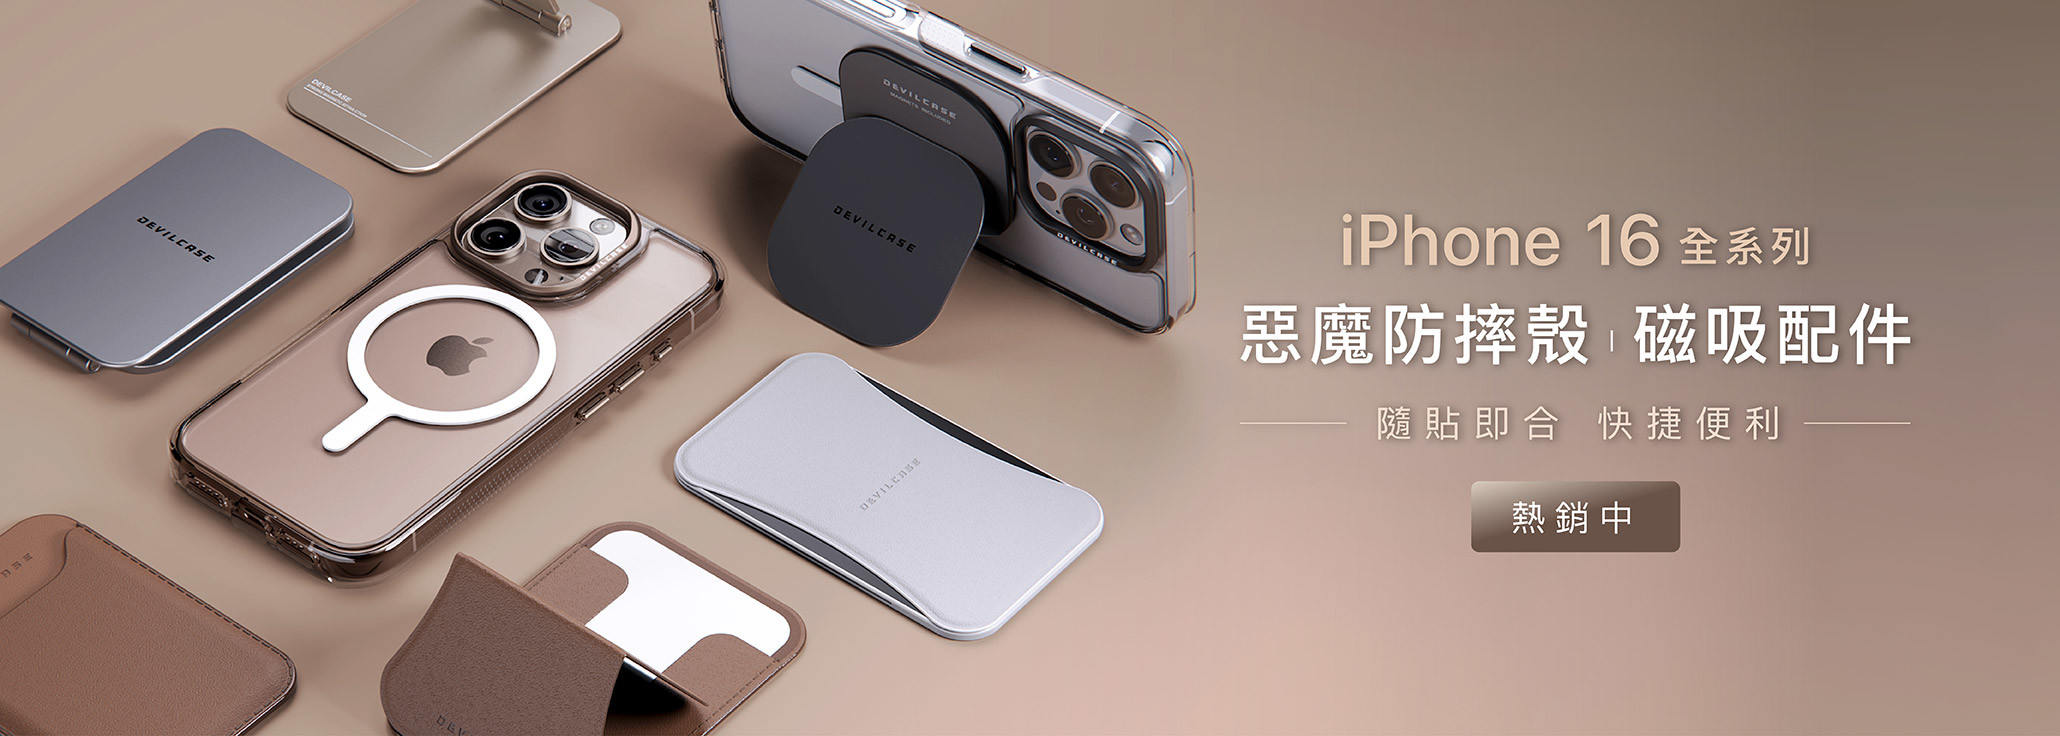 DEVILCASE
DEVILCASE
DEVILCASE
MAGNETS INCLUDED
DEVILCASE
DEVILCASE
DEVILCASE
DEVILCASE
iPhone 16 全系列
惡魔防摔殼 | 磁吸配件
隨貼即合 快捷便利
熱銷中